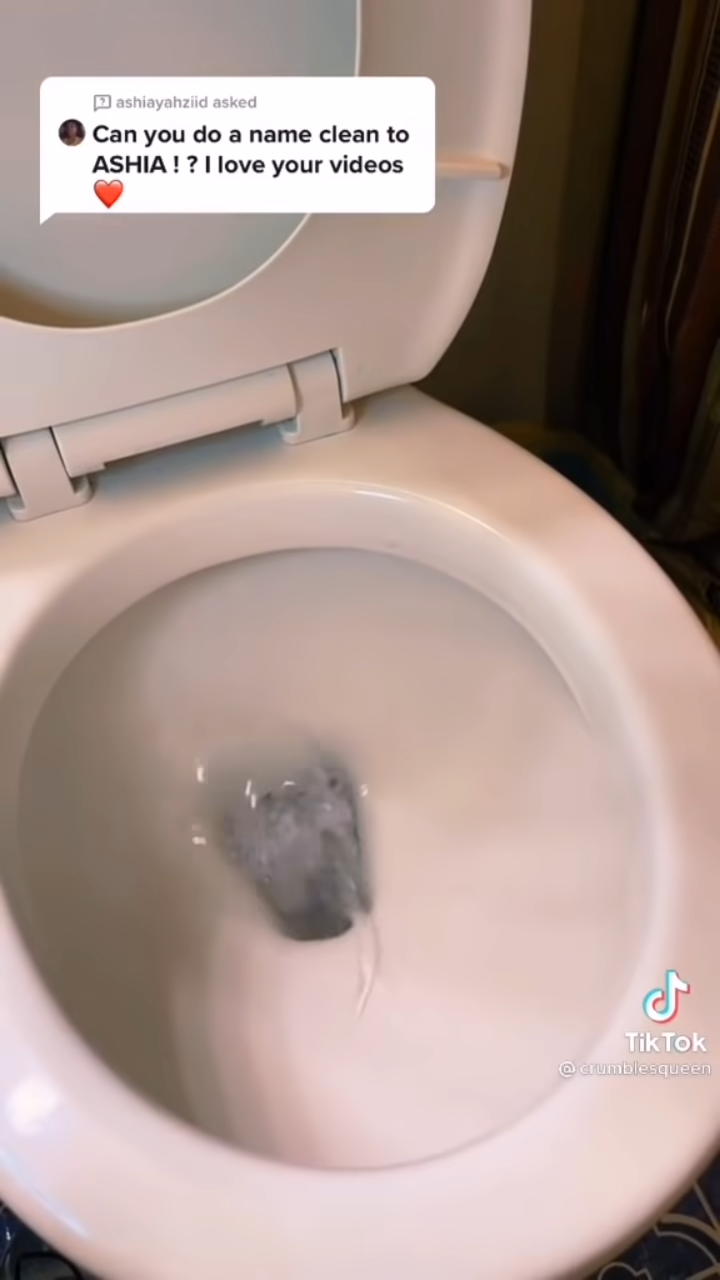 ashiayahziid asked
Can you do a name clean to
ASHIA ! ? I love your videos
❤️
TikTok
@crumblesqueen